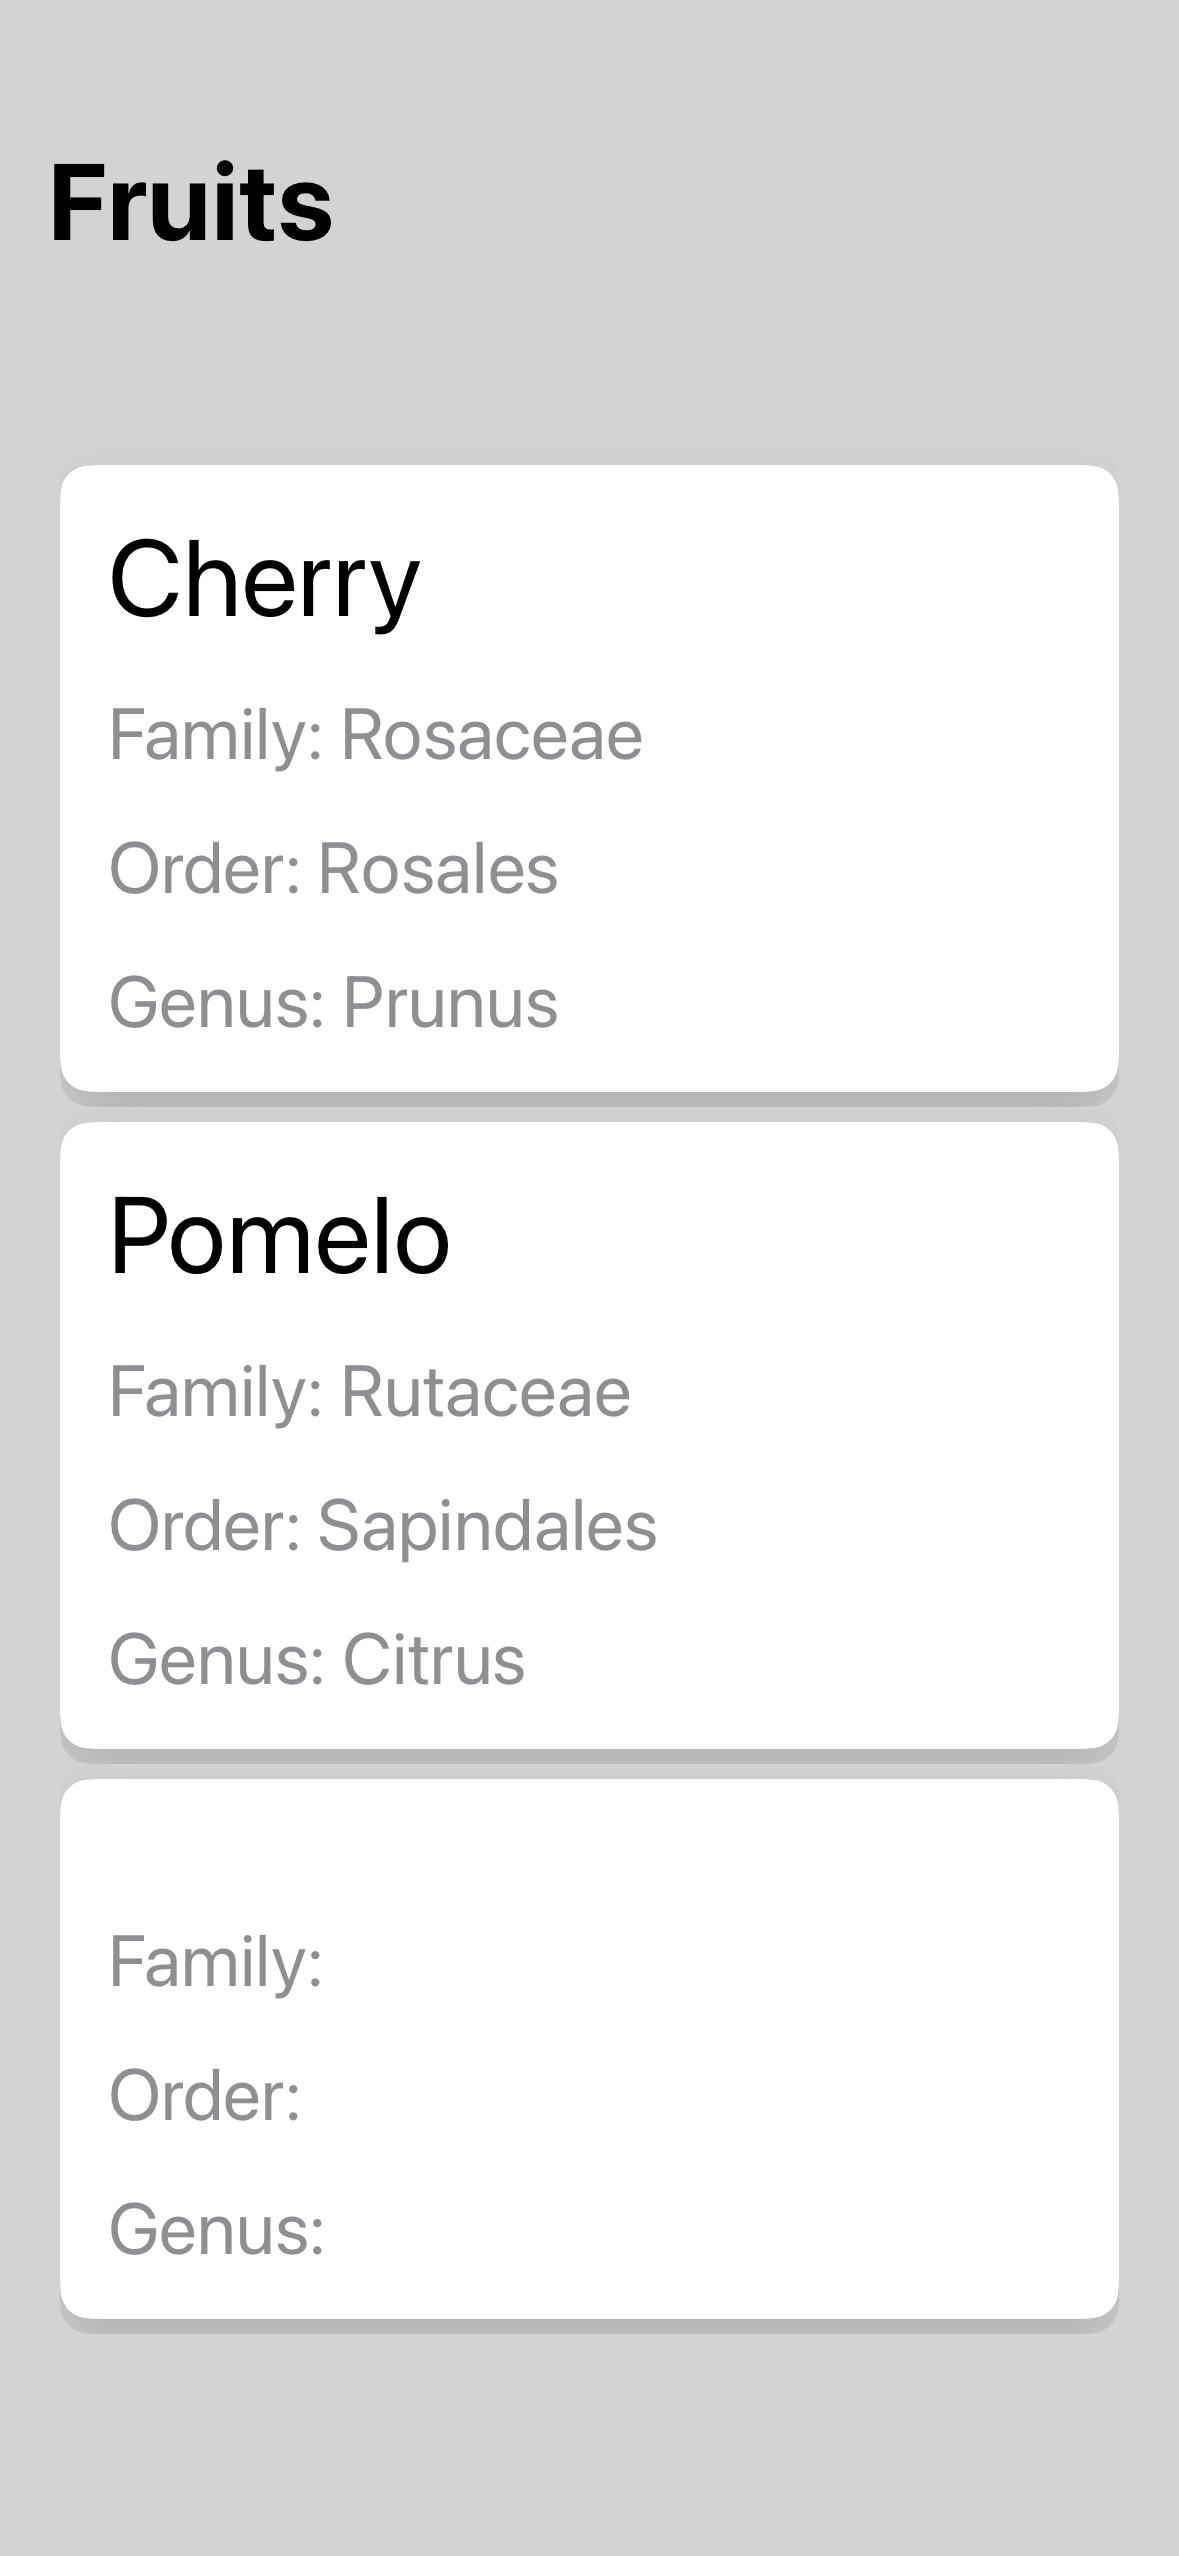 Fruits
Cherry
Family: Rosaceae
Order: Rosales
Genus: Prunus
Pomelo
Family: Rutaceae
Order: Sapindales
Genus: Citrus
Family:
Order:
Genus: